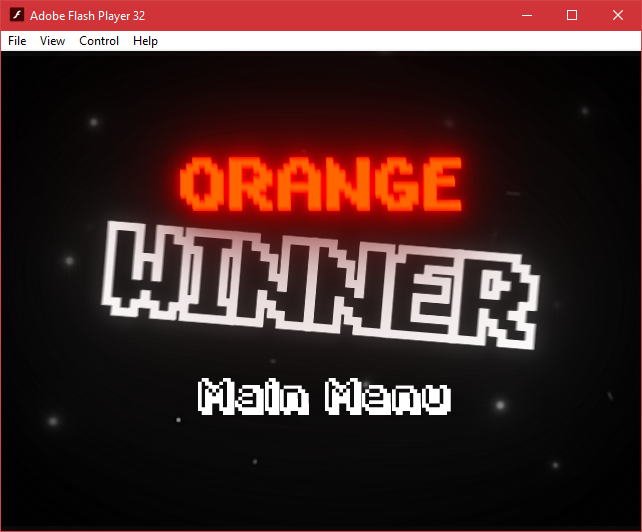 Adobe Flash Player 32
File View Control Help
ORANGE
WINNER
Main Menu